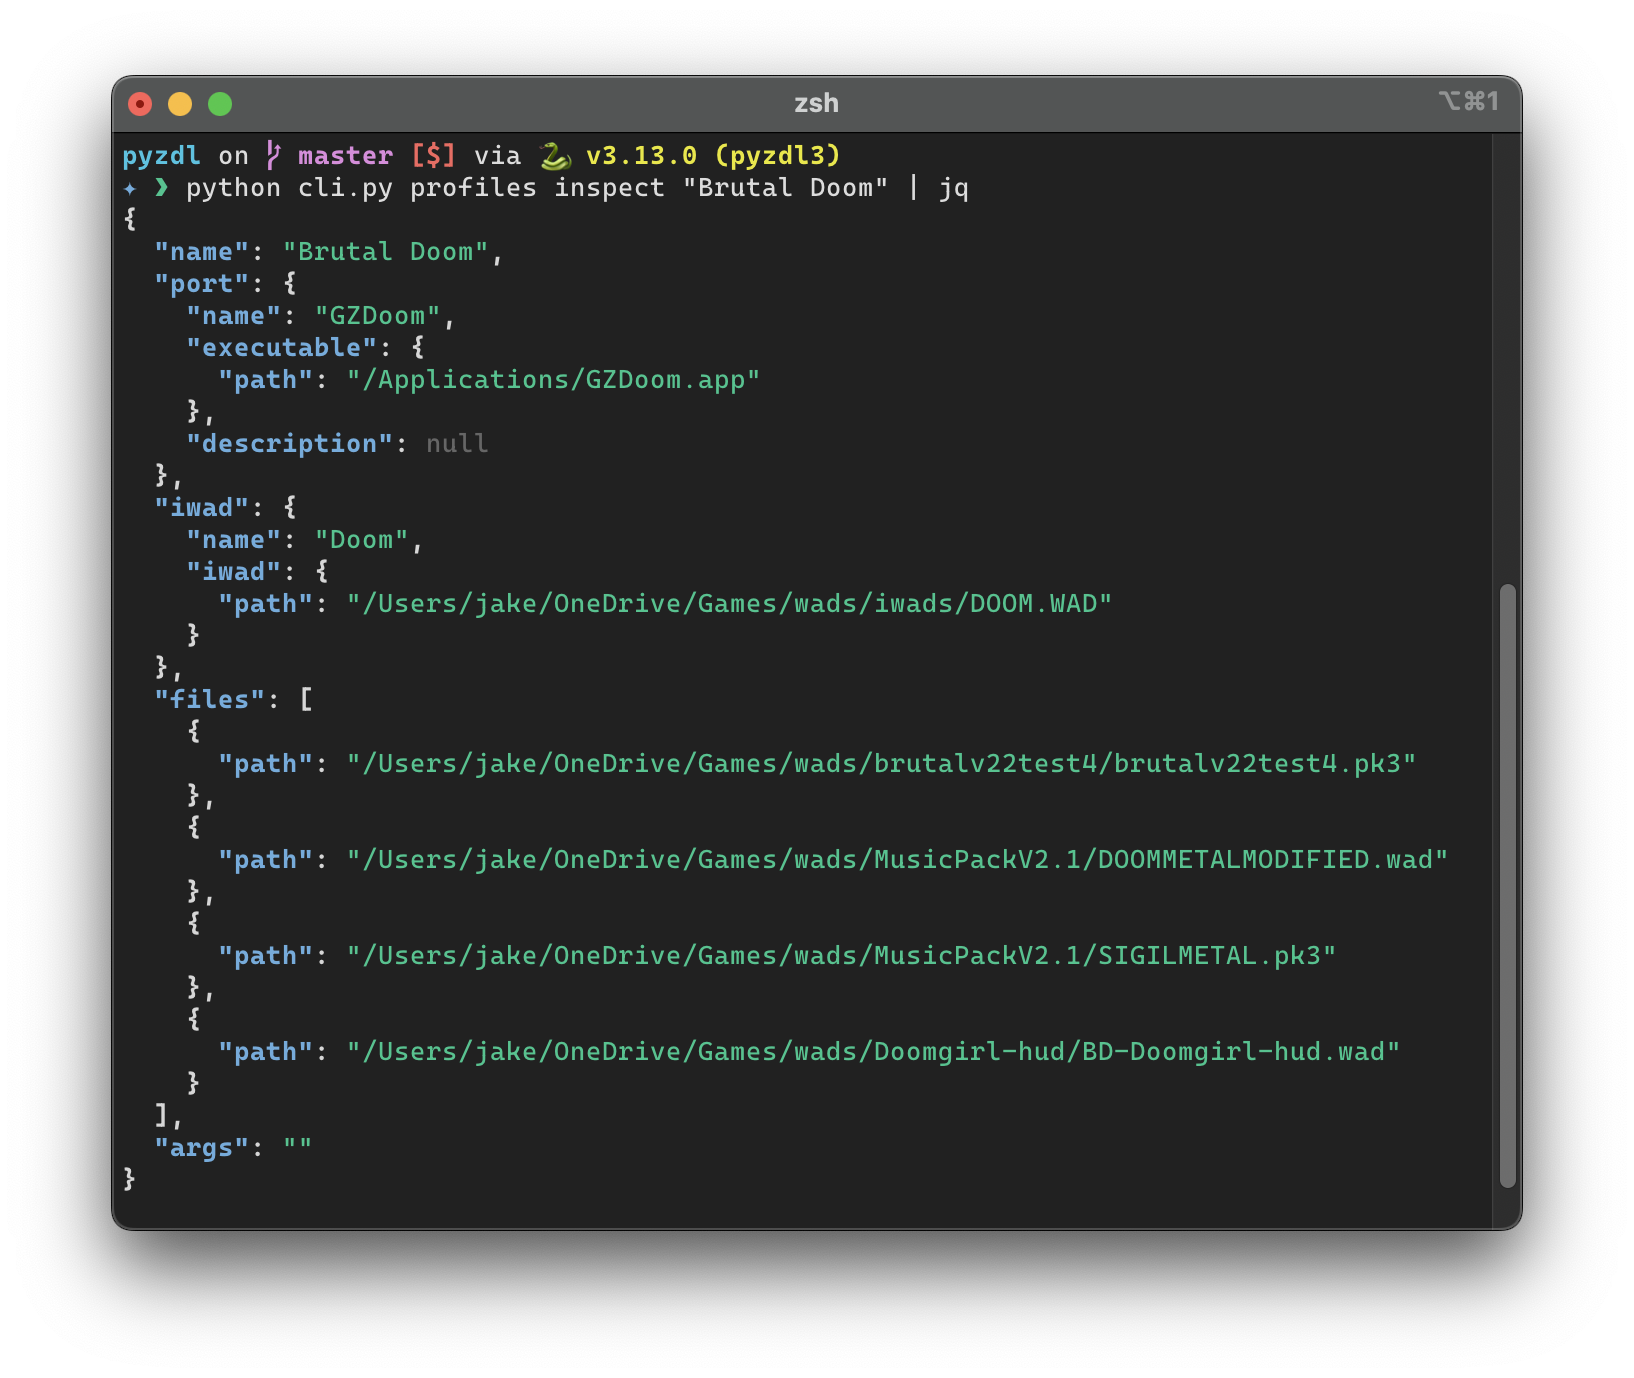 zsh
⌥⌘1
pyzdl on master [$] via 🐍 v3.13.0 (pyzdl3)
✦ ❯ python cli.py profiles inspect "Brutal Doom" | jq
{
  "name": "Brutal Doom",
  "port": {
    "name": "GZDoom",
    "executable": {
      "path": "/Applications/GZDoom.app"
    },
    "description": null
  },
  "iwad": {
    "name": "Doom",
    "iwad": {
      "path": "/Users/jake/OneDrive/Games/wads/iwads/DOOM.WAD"
    }
  },
  "files": [
    {
      "path": "/Users/jake/OneDrive/Games/wads/brutalv22test4/brutalv22test4.pk3"
    },
    {
      "path": "/Users/jake/OneDrive/Games/wads/MusicPackV2.1/DOOMMETALMODIFIED.wad"
    },
    {
      "path": "/Users/jake/OneDrive/Games/wads/MusicPackV2.1/SIGILMETAL.pk3"
    },
    {
      "path": "/Users/jake/OneDrive/Games/wads/Doomgirl-hud/BD-Doomgirl-hud.wad"
    }
  ],
  "args": ""
}